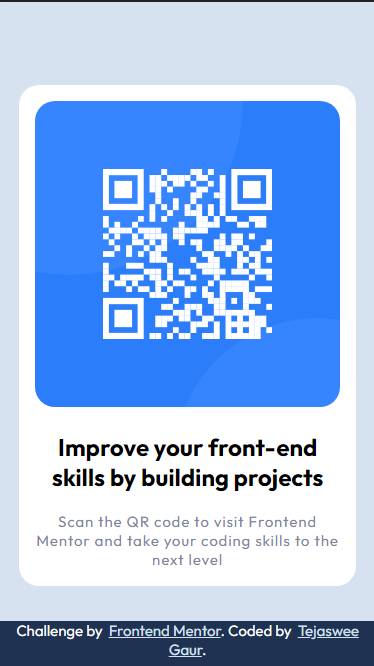 Improve your front-end
skills by building projects
Scan the QR code to visit Frontend
Mentor and take your coding skills to the
next level
Challenge by Frontend Mentor. Coded by Tejaswee
Gaur.